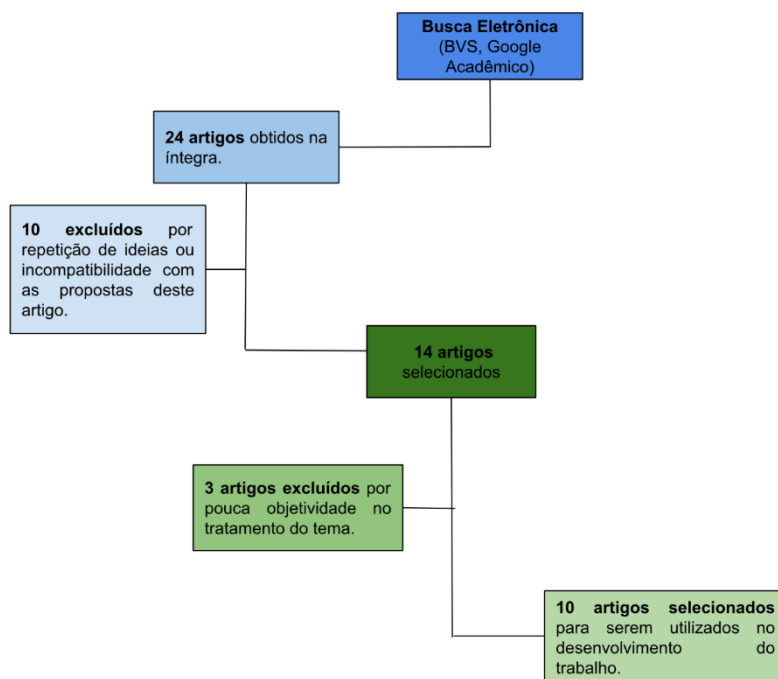 Busca Eletrônica
(BVS, Google
Acadêmico)
24 artigos obtidos na
íntegra.
10 excluídos por
repetição de ideias ou
incompatibilidade com
as propostas deste
artigo.
14 artigos
selecionados
3 artigos excluídos por
pouca objetividade no
tratamento do tema.
10 artigos selecionados
para serem utilizados no
desenvolvimento do
trabalho.